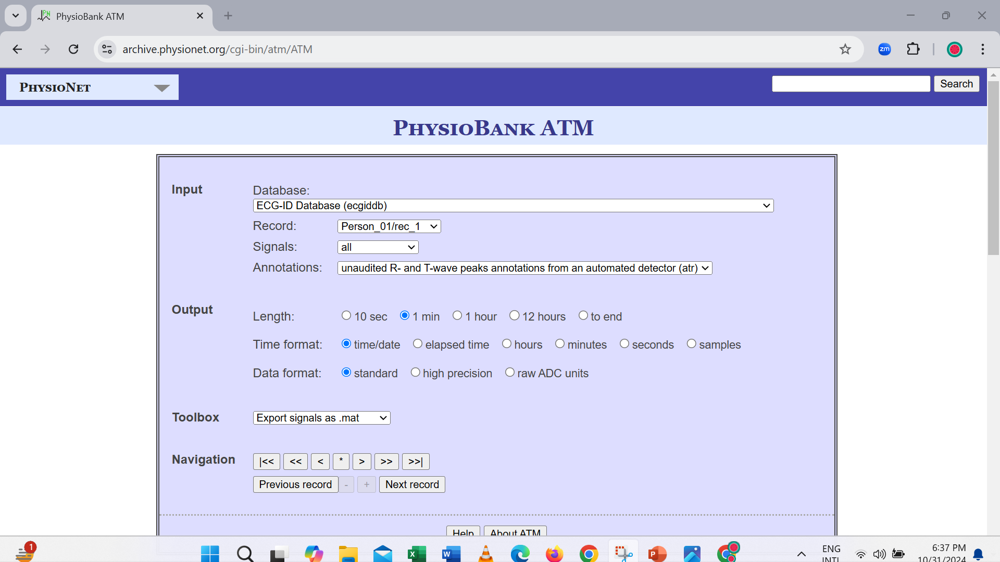 PhysioBank ATM
archive.physionet.org/cgi-bin/atm/ATM
zm
PHYSIONET
Search
PHYSIOBANK ATM
Input
Database:
ECG-ID Database (ecgiddb)
Record: Person_01/rec_1
Signals: all
Annotations: unaudited R- and T-wave peaks annotations from an automated detector (atr)
Output
Length: 10 sec 1 min 1 hour 12 hours to end
Time format: time/date elapsed time hours minutes seconds samples
Data format: standard high precision raw ADC units
Toolbox Export signals as .mat
Navigation |<< << < * > >> >>|
Previous record - + Next record
Help About ATM
1
ENG
INTL
6:37 PM
10/31/2024